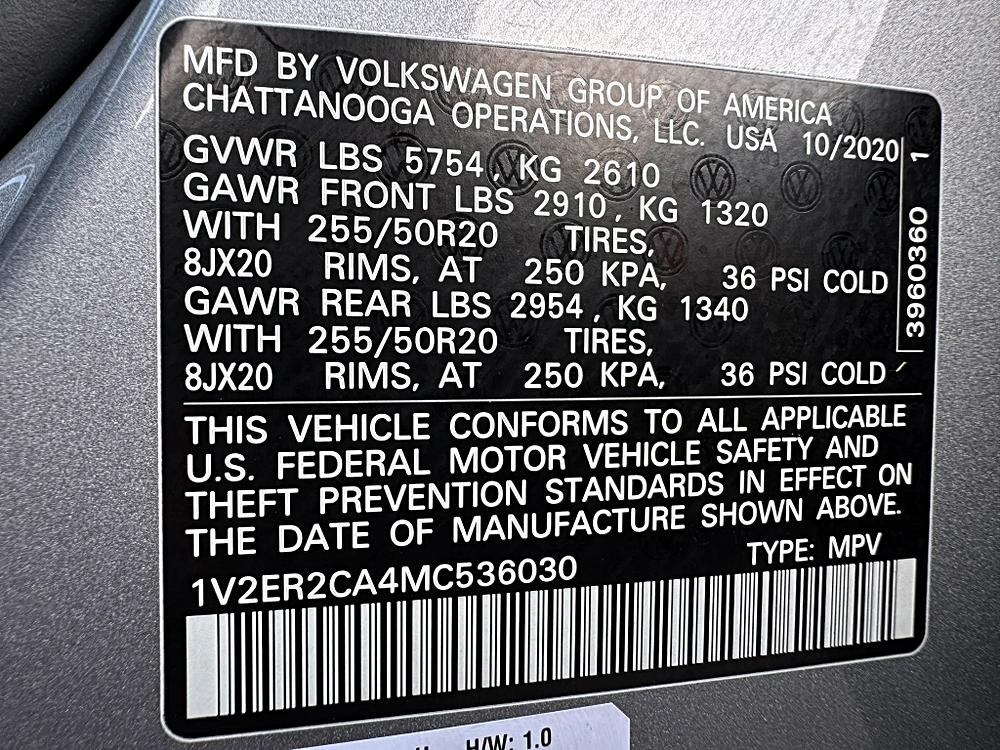 MFD BY VOLKSWAGEN GROUP OF AMERICA
CHATTANOOGA OPERATIONS, LLC. USA 10/2020
GVWR LBS 5754, KG 2610
GAWR FRONT LBS 2910, KG 1320
WITH 255/50R20 TIRES,
8JX20 RIMS, AT 250 KPA, 36 PSI COLD
GAWR REAR LBS 2954, KG 1340
WITH 255/50R20 TIRES,
8JX20 RIMS, AT 250 KPA, 36 PSI COLD
3960360 1
THIS VEHICLE CONFORMS TO ALL APPLICABLE
U.S. FEDERAL MOTOR VEHICLE SAFETY AND
THEFT PREVENTION STANDARDS IN EFFECT ON
THE DATE OF MANUFACTURE SHOWN ABOVE.
TYPE: MPV
1V2ER2CA4MC536030
H/W: 1.0